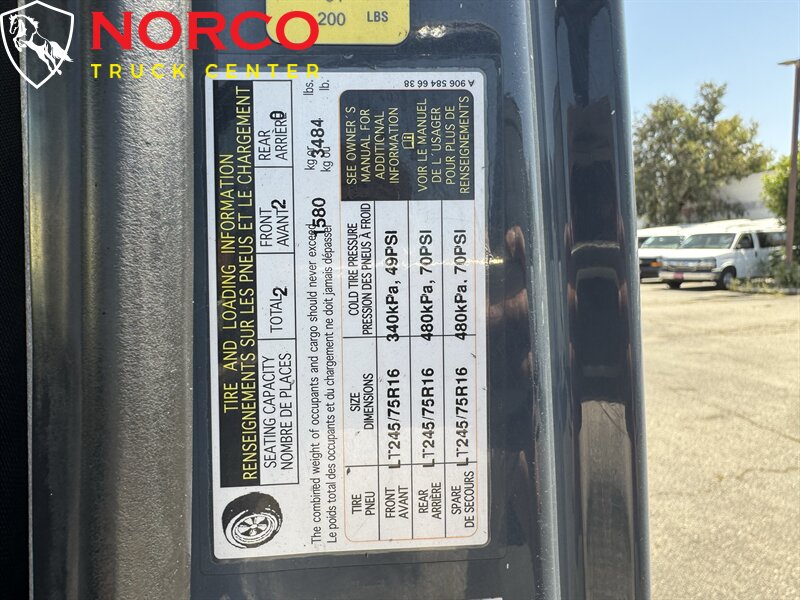 NORCO
TRUCK CENTER
200 LBS
A 906 584 66 38
TIRE AND LOADING INFORMATION
RENSEIGNEMENTS SUR LES PNEUS ET LE CHARGEMENT
SEATING CAPACITY TOTAL 2 FRONT REAR 0
NOMBRE DE PLACES AVANT 2 ARRIÈRE
The combined weight of occupants and cargo should never exceed 1580 kg or 3484 lbs.
Le poids total des occupants et du chargement ne doit jamais dépasser kg ou lb.
TIRE SIZE COLD TIRE PRESSURE
PNEU DIMENSIONS PRESSION DES PNEUS À FROID
FRONT
AVANT LT245/75R16 340kPa, 49PSI
REAR
ARRIÈRE LT245/75R16 480kPa, 70PSI
SPARE
DE SECOURS LT245/75R16 480kPa. 70PSI
SEE OWNER'S
MANUAL FOR
ADDITIONAL
INFORMATION
VOIR LE MANUEL
DE L'USAGER
POUR PLUS DE
RENSEIGNEMENTS